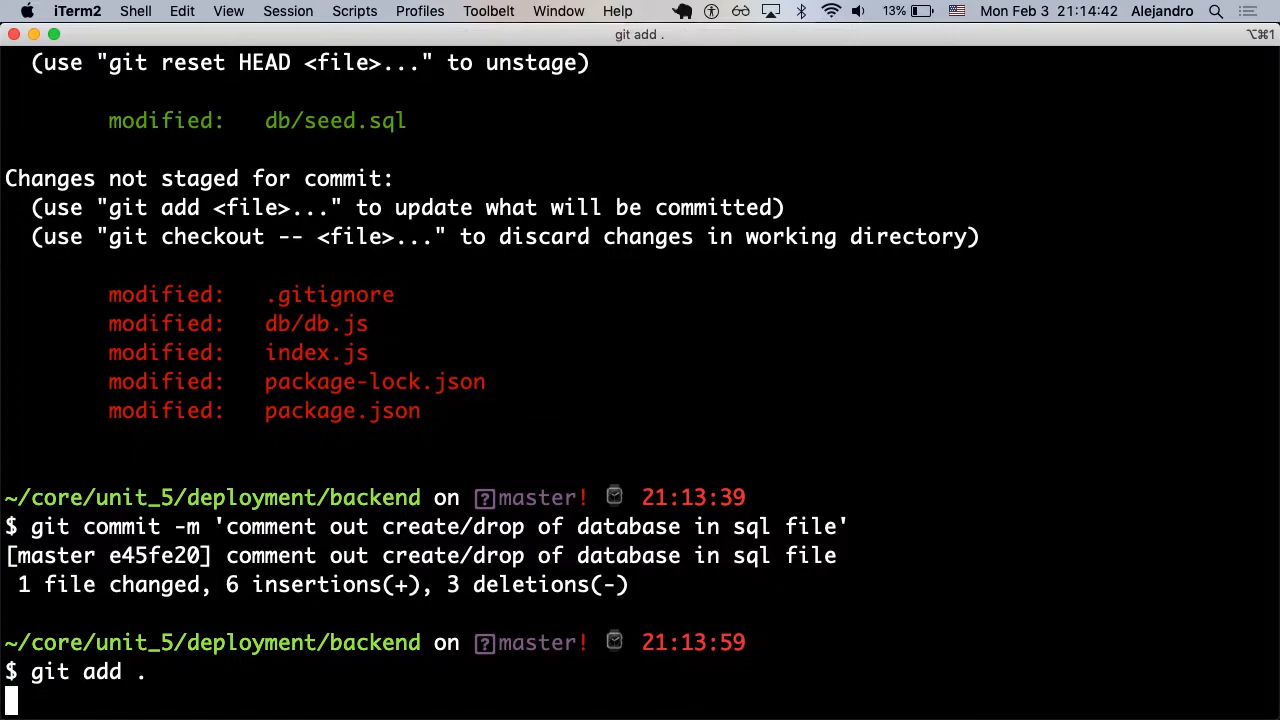 iTerm2 Shell Edit View Session Scripts Profiles Toolbelt Window Help 13% Mon Feb 3 21:14:42 Alejandro
git add . ⌥⌘1
(use "git reset HEAD <file>..." to unstage)
modified: db/seed.sql
Changes not staged for commit:
(use "git add <file>..." to update what will be committed)
(use "git checkout -- <file>..." to discard changes in working directory)
modified: .gitignore
modified: db/db.js
modified: index.js
modified: package-lock.json
modified: package.json
~/core/unit_5/deployment/backend on ?master! 21:13:39
$ git commit -m 'comment out create/drop of database in sql file'
[master e45fe20] comment out create/drop of database in sql file
1 file changed, 6 insertions(+), 3 deletions(-)
~/core/unit_5/deployment/backend on ?master! 21:13:59
$ git add .